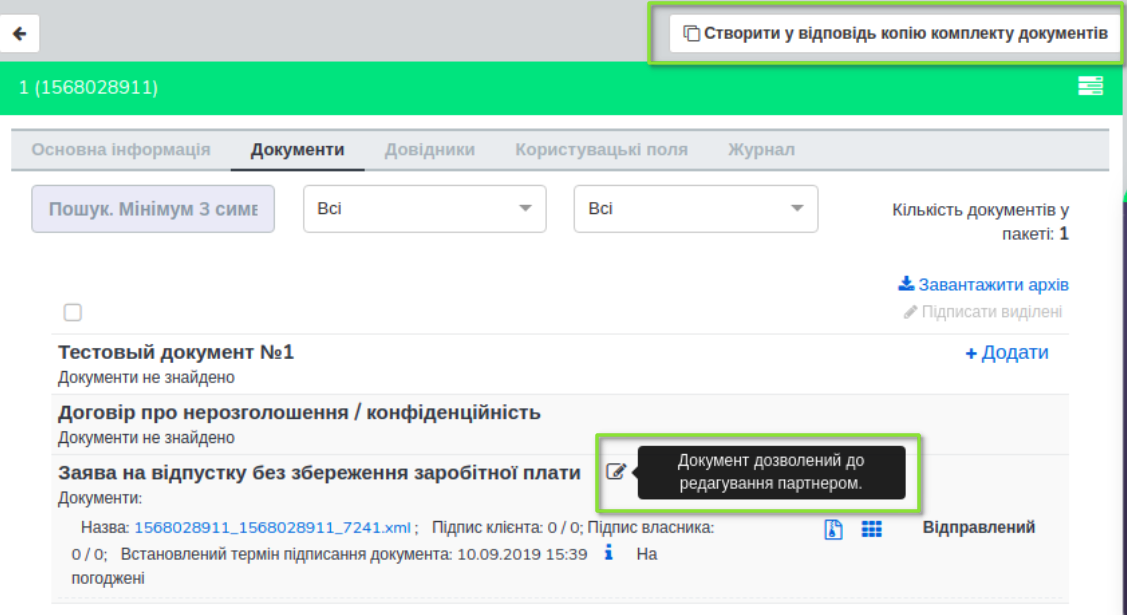 Створити у відповідь копію комплекту документів
1 (1568028911)
Основна інформація Документи Довідники Користувацькі поля Журнал
Пошук. Мінімум 3 симв
Всі
Всі
Кількість документів у
пакеті: 1
Завантажити архів
Підписати виділені
Тестовый документ №1
+ Додати
Документи не знайдено
Договір про нерозголошення / конфіденційність
Документи не знайдено
Заява на відпустку без збереження заробітної плати
Документ дозволений до
редагування партнером.
Документи:
Назва: 1568028911_1568028911_7241.xml ; Підпис клієнта: 0 / 0; Підпис власника:
Відправлений
0 / 0; Встановлений термін підписання документа: 10.09.2019 15:39 i На
погоджені